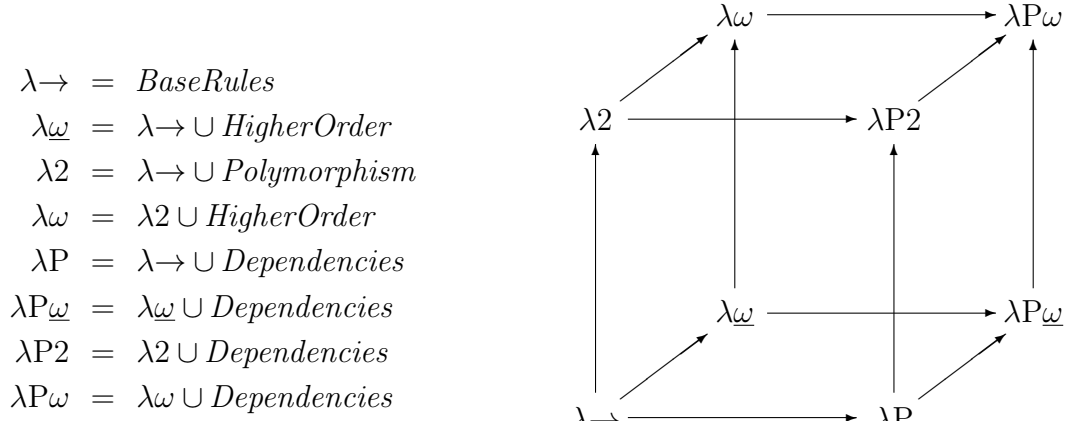 λ→ = BaseRules
λω̲ = λ→ ∪ HigherOrder
λ2 = λ→ ∪ Polymorphism
λω = λ2 ∪ HigherOrder
λP = λ→ ∪ Dependencies
λPω̲ = λω̲ ∪ Dependencies
λP2 = λ2 ∪ Dependencies
λPω = λω ∪ Dependencies
λω λPω
λ2 λP2
λω̲ λPω̲
λ→ λP